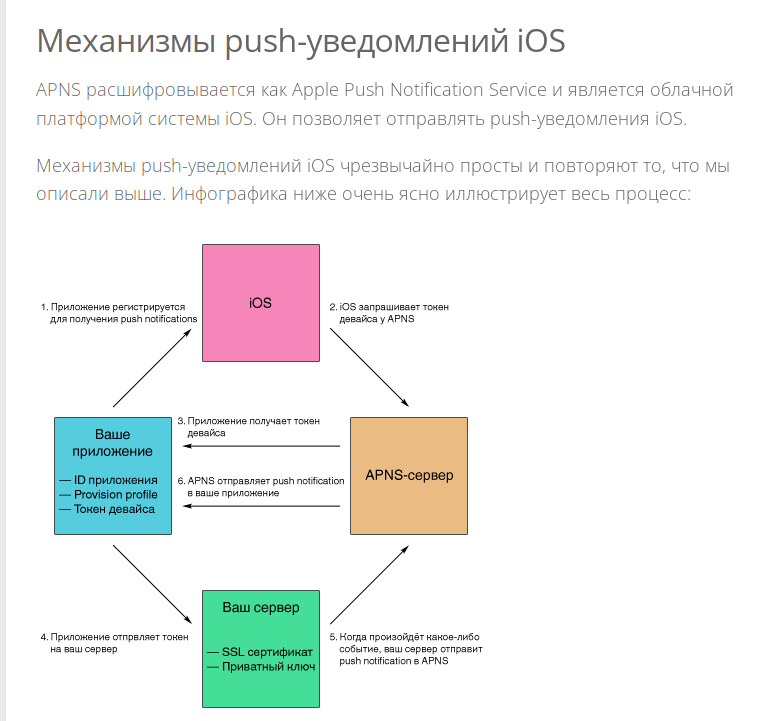 Механизмы push-уведомлений iOS
APNS расшифровывается как Apple Push Notification Service и является облачной
платформой системы iOS. Он позволяет отправлять push-уведомления iOS.
Механизмы push-уведомлений iOS чрезвычайно просты и повторяют то, что мы
описали выше. Инфографика ниже очень ясно иллюстрирует весь процесс:
iOS
1. Приложение регистрируется
для получения push notifications
2. iOS запрашивает токен
девайса у APNS
Ваше
приложение
— ID приложения
— Provision profile
— Токен девайса
3. Приложение получает токен
девайса
6. APNS отправляет push notification
в ваше приложение
APNS-сервер
4. Приложение отпрвляет токен
на ваш сервер
Ваш сервер
— SSL сертификат
— Приватный ключ
5. Когда произойдёт какое-либо
событие, ваш сервер отправит
push notification в APNS